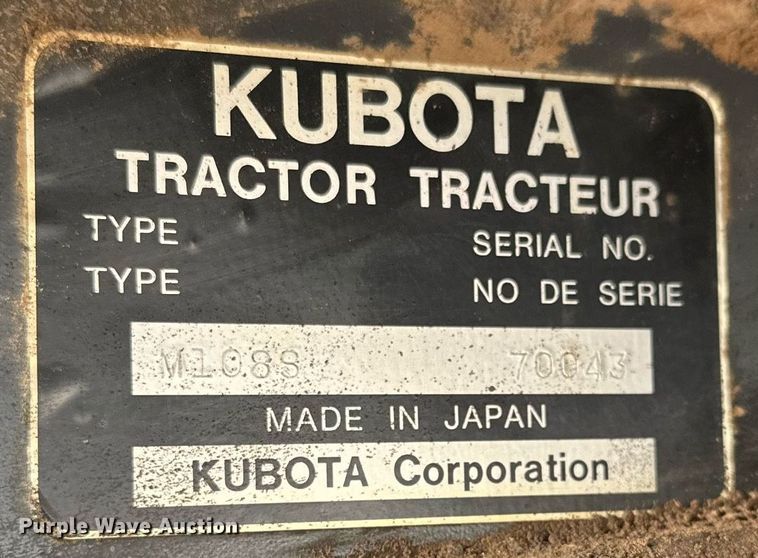 KUBOTA
TRACTOR TRACTEUR
TYPE SERIAL NO.
TYPE NO DE SERIE
M108S 70043
MADE IN JAPAN
KUBOTA Corporation
Purple Wave Auction